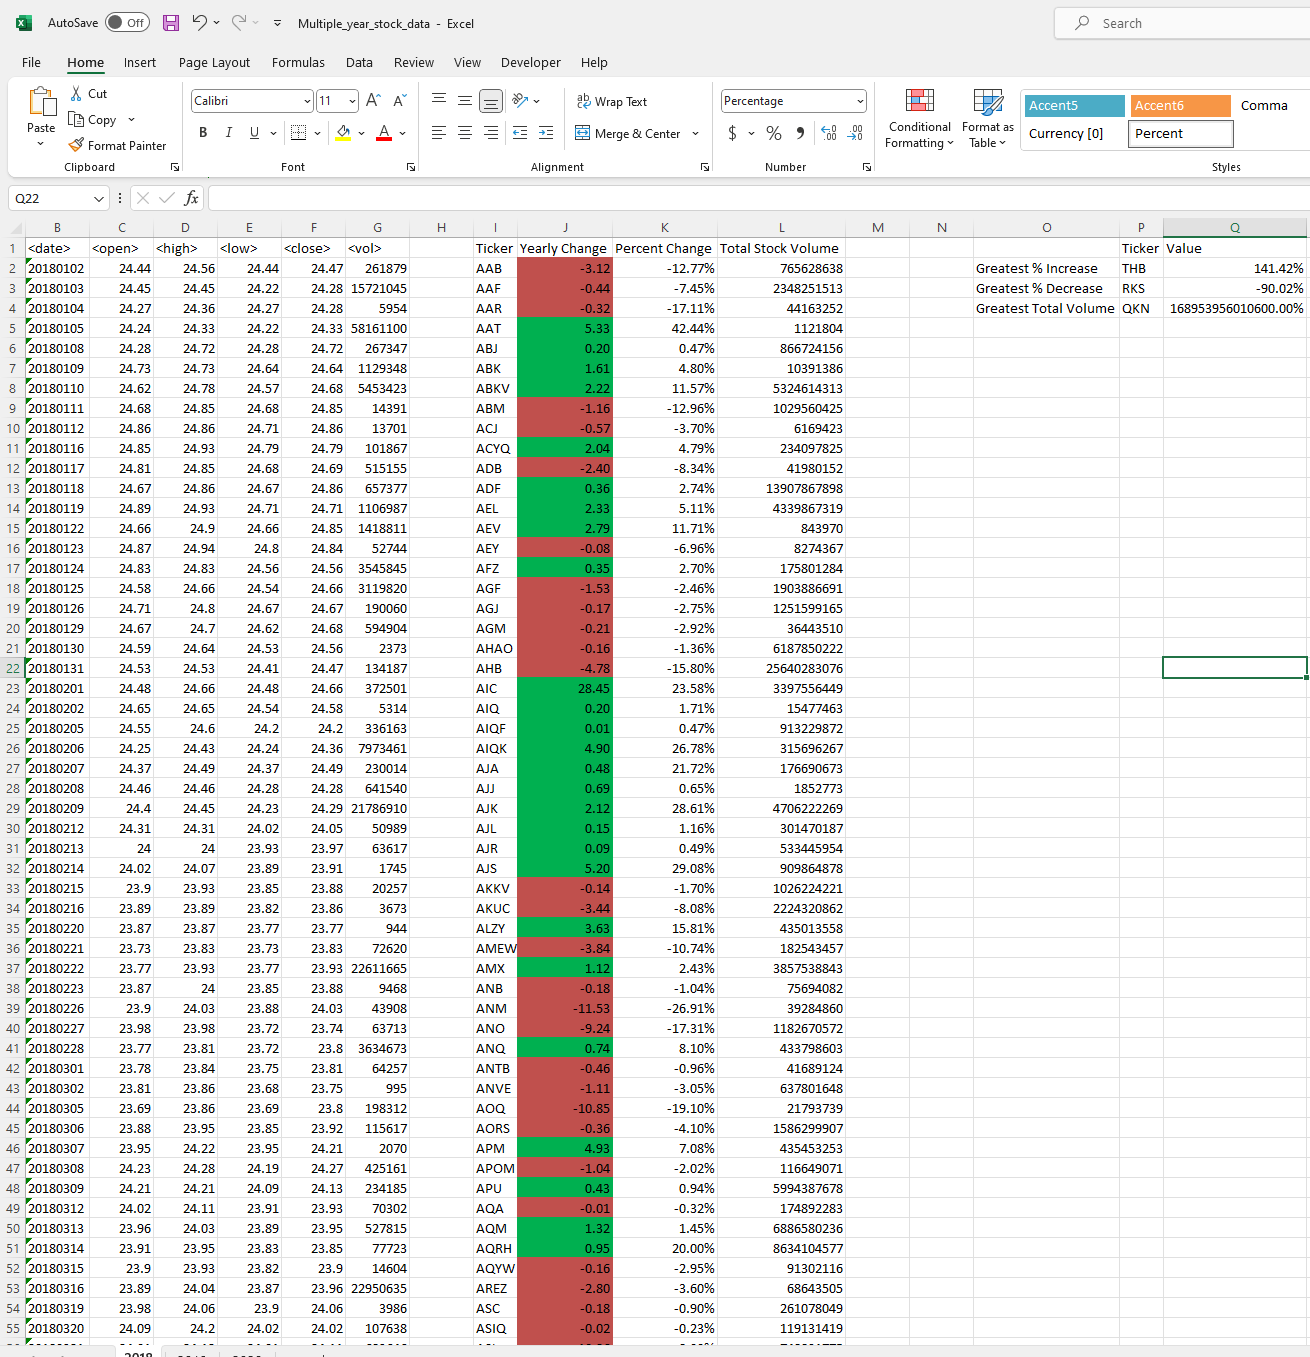 AutoSave Off Multiple_year_stock_data - Excel Search
File Home Insert Page Layout Formulas Data Review View Developer Help
Paste Cut Copy Format Painter
Calibri 11
B I U A
Wrap Text
Merge & Center
Percentage
$ % 9
Conditional Formatting
Format as Table
Accent5 Accent6 Comma
Currency [0] Percent
Clipboard Font Alignment Number Styles
Q22 fx
B C D E F G H I J K L M N O P Q
1 <date> <open> <high> <low> <close> <vol> Ticker Yearly Change Percent Change Total Stock Volume Ticker Value
2 20180102 24.44 24.56 24.44 24.47 261879 AAB -3.12 -12.77% 765628638 Greatest % Increase THB 141.42%
3 20180103 24.45 24.45 24.22 24.28 15721045 AAF -0.44 -7.45% 2348251513 Greatest % Decrease RKS -90.02%
4 20180104 24.27 24.36 24.27 24.28 5954 AAR -0.32 -17.11% 44163252 Greatest Total Volume QKN 168953956010600.00%
5 20180105 24.24 24.33 24.22 24.33 58161100 AAT 5.33 42.44% 1121804
6 20180108 24.28 24.72 24.28 24.72 267347 ABJ 0.20 0.47% 866724156
7 20180109 24.73 24.73 24.64 24.64 1129348 ABK 1.61 4.80% 10391386
8 20180110 24.62 24.78 24.57 24.68 5453423 ABKV 2.22 11.57% 5324614313
9 20180111 24.68 24.85 24.68 24.85 14391 ABM -1.16 -12.96% 1029560425
10 20180112 24.86 24.86 24.71 24.86 13701 ACJ -0.57 -3.70% 6169423
11 20180116 24.85 24.93 24.79 24.79 101867 ACYQ 2.04 4.79% 234097825
12 20180117 24.81 24.85 24.68 24.69 515155 ADB -2.40 -8.34% 41980152
13 20180118 24.67 24.86 24.67 24.86 657377 ADF 0.36 2.74% 13907867898
14 20180119 24.89 24.93 24.71 24.71 1106987 AEL 2.33 5.11% 4339867319
15 20180122 24.66 24.9 24.66 24.85 1418811 AEV 2.79 11.71% 843970
16 20180123 24.87 24.94 24.8 24.84 52744 AEY -0.08 -6.96% 8274367
17 20180124 24.83 24.83 24.56 24.56 3545845 AFZ 0.35 2.70% 175801284
18 20180125 24.58 24.66 24.54 24.66 3119820 AGF -1.53 -2.46% 1903886691
19 20180126 24.71 24.8 24.67 24.67 190060 AGJ -0.17 -2.75% 1251599165
20 20180129 24.67 24.7 24.62 24.68 594904 AGM -0.21 -2.92% 36443510
21 20180130 24.59 24.64 24.53 24.56 2373 AHAO -0.16 -1.36% 6187850222
22 20180131 24.53 24.53 24.41 24.47 134187 AHB -4.78 -15.80% 25640283076
23 20180201 24.48 24.66 24.48 24.66 372501 AIC 28.45 23.58% 3397556449
24 20180202 24.65 24.65 24.54 24.58 5314 AIQ 0.20 1.71% 15477463
25 20180205 24.55 24.6 24.2 24.2 336163 AIQF 0.01 0.47% 913229872
26 20180206 24.25 24.43 24.24 24.36 7973461 AIQK 4.90 26.78% 315696267
27 20180207 24.37 24.49 24.37 24.49 230014 AJA 0.48 21.72% 176690673
28 20180208 24.46 24.46 24.28 24.28 641540 AJJ 0.69 0.65% 1852773
29 20180209 24.4 24.45 24.23 24.29 21786910 AJK 2.12 28.61% 4706222269
30 20180212 24.31 24.31 24.02 24.05 50989 AJL 0.15 1.16% 301470187
31 20180213 24 24 23.93 23.97 63617 AJR 0.09 0.49% 533445954
32 20180214 24.02 24.07 23.89 23.91 1745 AJS 5.20 29.08% 909864878
33 20180215 23.9 23.93 23.85 23.88 20257 AKKV -0.14 -1.70% 1026224221
34 20180216 23.89 23.89 23.82 23.86 3673 AKUC -3.44 -8.08% 2224320862
35 20180220 23.87 23.87 23.77 23.77 944 ALZY 3.63 15.81% 435013558
36 20180221 23.73 23.83 23.73 23.83 72620 AMEW -3.84 -10.74% 182543457
37 20180222 23.77 23.93 23.77 23.93 22611665 AMX 1.12 2.43% 3857538843
38 20180223 23.87 24 23.85 23.88 9468 ANB -0.18 -1.04% 75694082
39 20180226 23.9 24.03 23.88 24.03 43908 ANM -11.53 -26.91% 39284860
40 20180227 23.98 23.98 23.72 23.74 63713 ANO -9.24 -17.31% 1182670572
41 20180228 23.77 23.81 23.72 23.8 3634673 ANQ 0.74 8.10% 433798603
42 20180301 23.78 23.84 23.75 23.81 64257 ANTB -0.46 -0.96% 41689124
43 20180302 23.81 23.86 23.68 23.75 995 ANVE -1.11 -3.05% 637801648
44 20180305 23.69 23.86 23.69 23.8 198312 AOQ -10.85 -19.10% 21793739
45 20180306 23.88 23.95 23.85 23.92 115617 AORS -0.36 -4.10% 1586299907
46 20180307 23.95 24.22 23.95 24.21 2070 APM 4.93 7.08% 435453253
47 20180308 24.23 24.28 24.19 24.27 425161 APOM -1.04 -2.02% 116649071
48 20180309 24.21 24.21 24.09 24.13 234185 APU 0.43 0.94% 5994387678
49 20180312 24.02 24.11 23.91 23.93 70302 AQA -0.01 -0.32% 174892283
50 20180313 23.96 24.03 23.89 23.95 527815 AQM 1.32 1.45% 6886580236
51 20180314 23.91 23.95 23.83 23.85 77723 AQRH 0.95 20.00% 8634104577
52 20180315 23.9 23.93 23.82 23.9 14604 AQYW -0.16 -2.95% 91302116
53 20180316 23.89 24.04 23.87 23.96 22950635 AREZ -2.80 -3.60% 68643505
54 20180319 23.98 24.06 23.9 24.06 3986 ASC -0.18 -0.90% 261078049
55 20180320 24.09 24.2 24.02 24.02 107638 ASIQ -0.02 -0.23% 119131419
2018